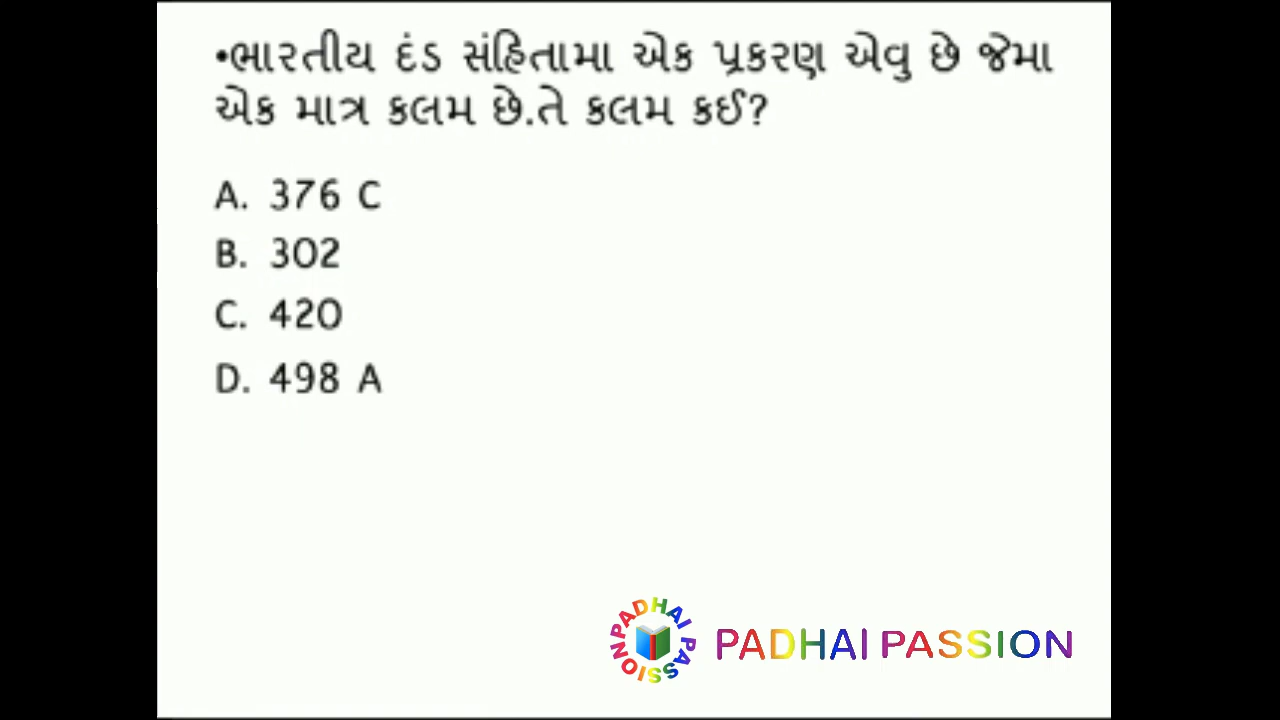 •ભારતીય દંડ સંહિતામા એક પ્રકરણ એવુ છે જેમા
એક માત્ર કલમ છે.તે કલમ કઈ?
A. 376 C
B. 302
C. 420
D. 498 A
PADHAI PASSION
PADHAI PASSION